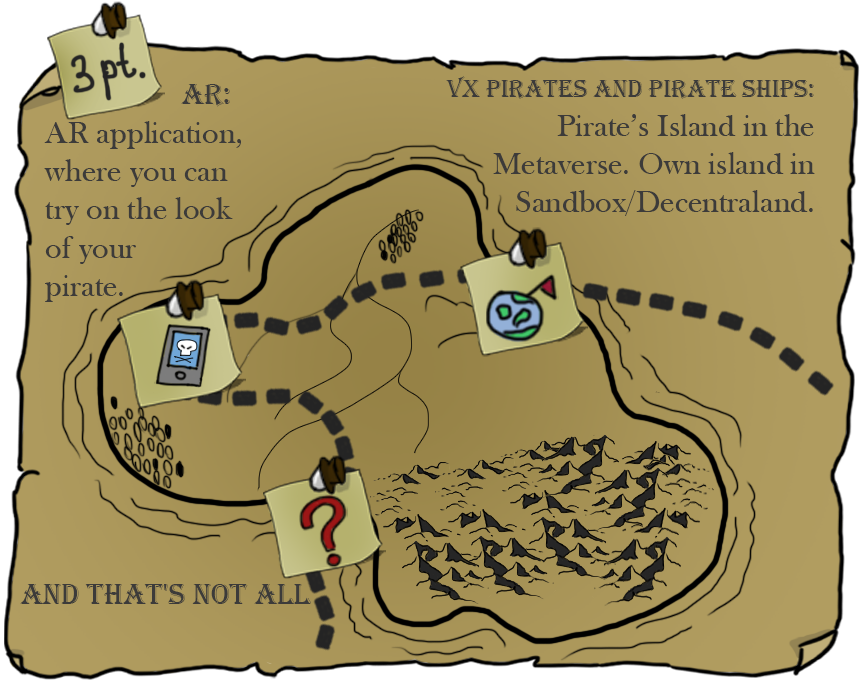 3 pt.
AR:
AR application,
where you can
try on the look
of your
pirate.
VX PIRATES AND PIRATE SHIPS:
Pirate’s Island in the
Metaverse. Own island in
Sandbox/Decentraland.
?
AND THAT'S NOT ALL